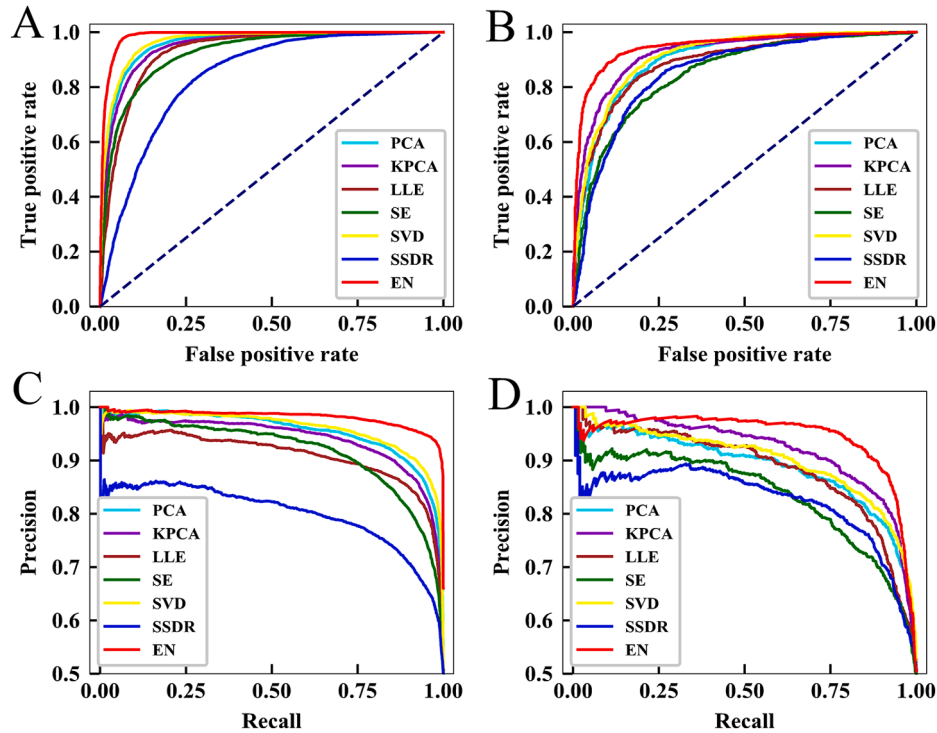 A
True positive rate
1.0
0.8
0.6
0.4
0.2
0.0
PCA
KPCA
LLE
SE
SVD
SSDR
EN
0.00 0.25 0.50 0.75 1.00
False positive rate
B
True positive rate
1.0
0.8
0.6
0.4
0.2
0.0
PCA
KPCA
LLE
SE
SVD
SSDR
EN
0.00 0.25 0.50 0.75 1.00
False positive rate
C
Precision
1.0
0.9
0.8
0.7
0.6
0.5
PCA
KPCA
LLE
SE
SVD
SSDR
EN
0.00 0.25 0.50 0.75 1.00
Recall
D
Precision
1.0
0.9
0.8
0.7
0.6
0.5
PCA
KPCA
LLE
SE
SVD
SSDR
EN
0.00 0.25 0.50 0.75 1.00
Recall